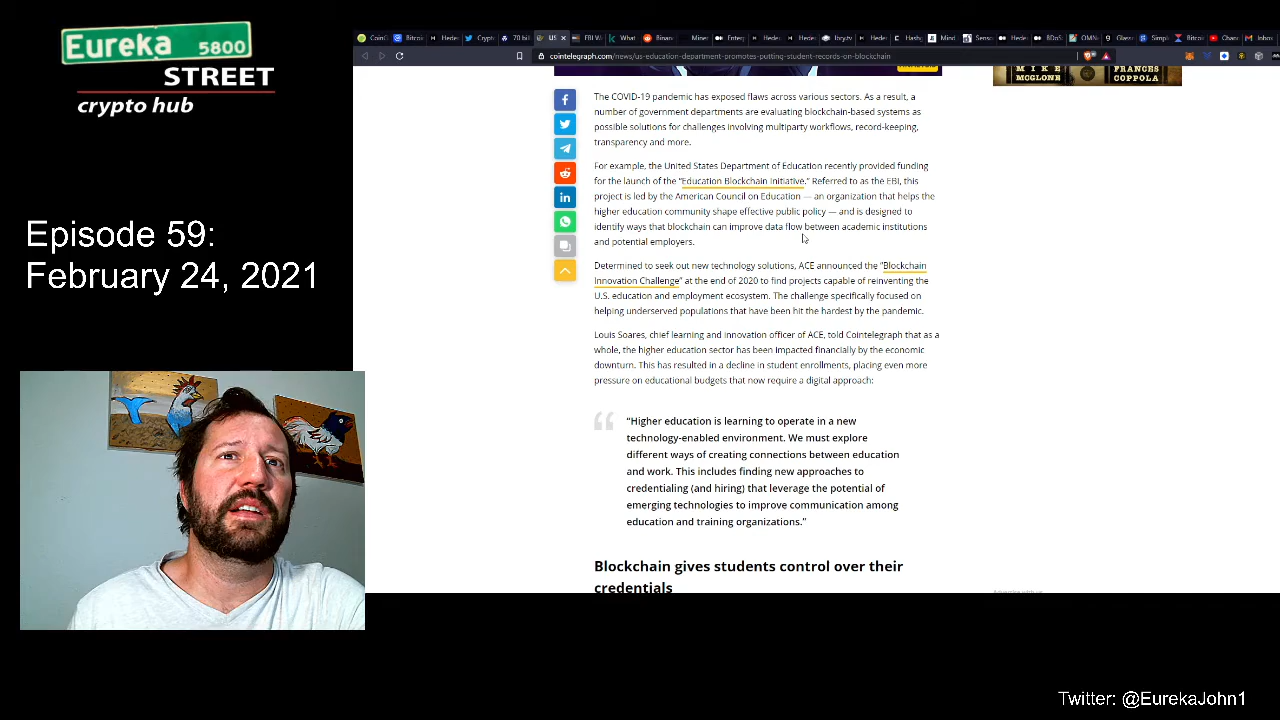 Eureka 5800
STREET
crypto hub
Episode 59:
February 24, 2021
cointelegraph.com/news/us-education-department-promotes-putting-student-records-on-blockchain
MIKE MCGLONE
FRANCES COPPOLA
The COVID-19 pandemic has exposed flaws across various sectors. As a result, a
number of government departments are evaluating blockchain-based systems as
possible solutions for challenges involving multiparty workflows, record-keeping,
transparency and more.
For example, the United States Department of Education recently provided funding
for the launch of the “Education Blockchain Initiative.” Referred to as the EBI, this
project is led by the American Council on Education — an organization that helps the
higher education community shape effective public policy — and is designed to
identify ways that blockchain can improve data flow between academic institutions
and potential employers.
Determined to seek out new technology solutions, ACE announced the “Blockchain
Innovation Challenge” at the end of 2020 to find projects capable of reinventing the
U.S. education and employment ecosystem. The challenge specifically focused on
helping underserved populations that have been hit the hardest by the pandemic.
Louis Soares, chief learning and innovation officer of ACE, told Cointelegraph that as a
whole, the higher education sector has been impacted financially by the economic
downturn. This has resulted in a decline in student enrollments, placing even more
pressure on educational budgets that now require a digital approach:
“Higher education is learning to operate in a new
technology-enabled environment. We must explore
different ways of creating connections between education
and work. This includes finding new approaches to
credentialing (and hiring) that leverage the potential of
emerging technologies to improve communication among
education and training organizations.”
Blockchain gives students control over their
credentials
Twitter: @EurekaJohn1